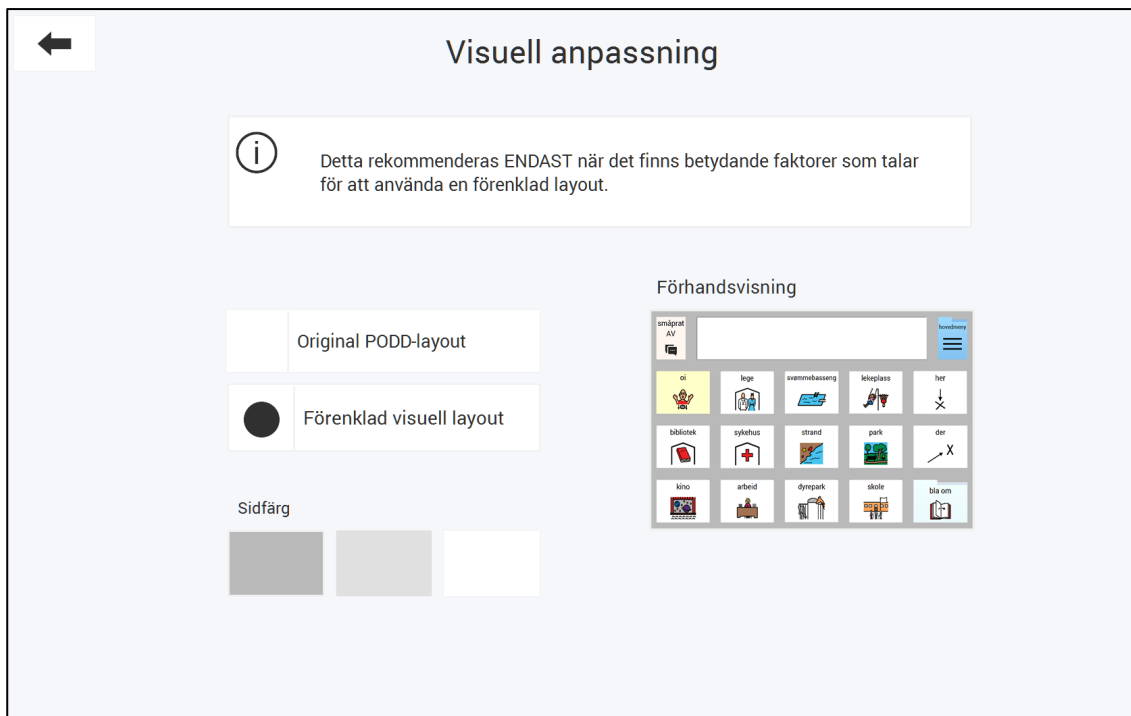 Visuell anpassning
Detta rekommenderas ENDAST när det finns betydande faktorer som talar
för att använda en förenklad layout.
Original PODD-layout
Förenklad visuell layout
Sidfärg
Förhandsvisning
småprat
AV
hovedmeny
oi
lege
svømmebasseng
lekeplass
her
bibliotek
sykehus
strand
park
der
X
kino
arbeid
dyrepark
skole
bla om